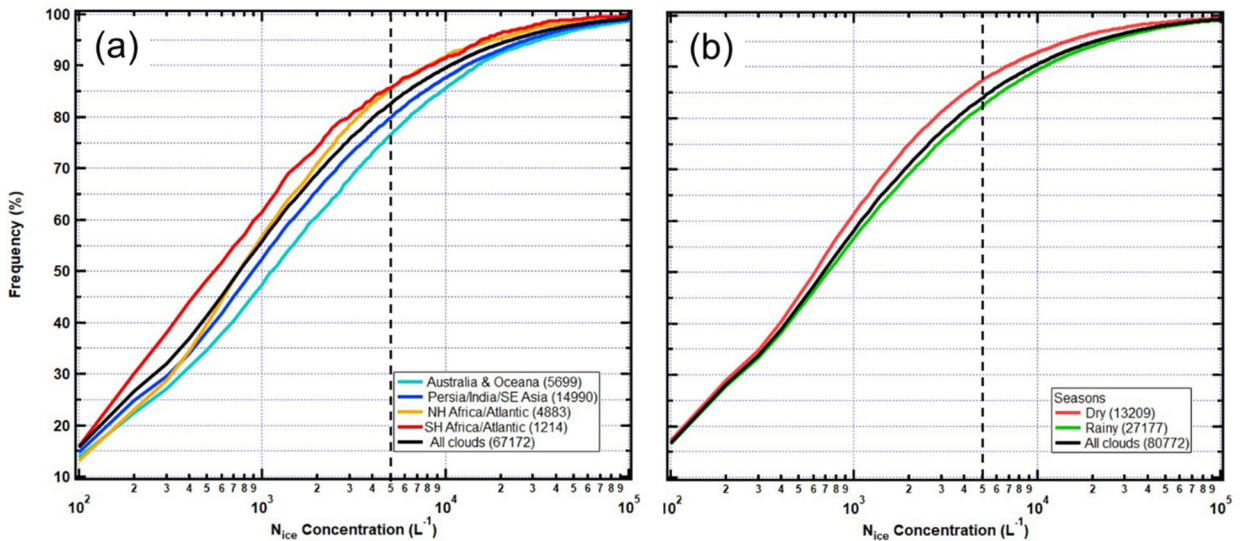 (a)
Frequency (%)
100
90
80
70
60
50
40
30
20
10
10² 2 3 4 5 6 7 8 9 10³ 2 3 4 5 6 7 8 9 10⁴ 2 3 4 5 6 7 8 9 10⁵
N_ice Concentration (L⁻¹)
Australia & Oceana (5699)
Persia/India/SE Asia (14990)
NH Africa/Atlantic (4883)
SH Africa/Atlantic (1214)
All clouds (67172)
(b)
10² 2 3 4 5 6 7 8 9 10³ 2 3 4 5 6 7 8 9 10⁴ 2 3 4 5 6 7 8 9 10⁵
N_ice Concentration (L⁻¹)
Seasons
Dry (13209)
Rainy (27177)
All clouds (80772)